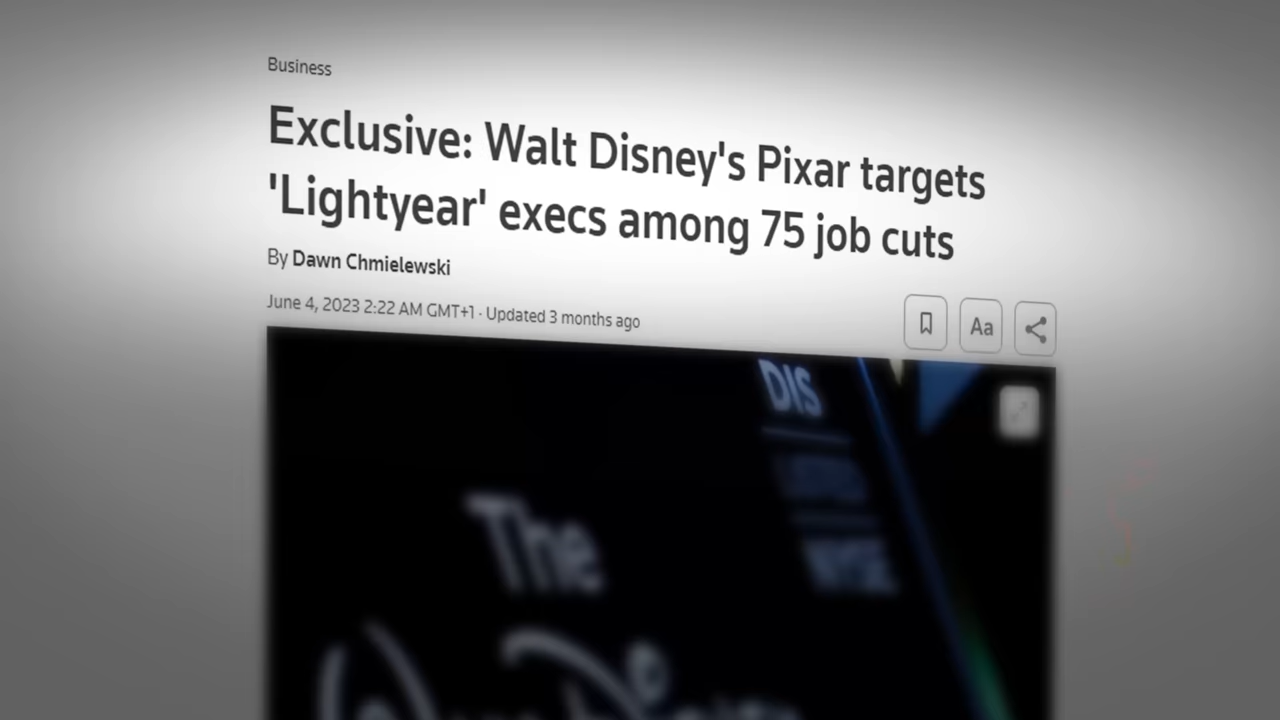 Business
Exclusive: Walt Disney's Pixar targets
'Lightyear' execs among 75 job cuts
By Dawn Chmielewski
June 4, 2023 2:22 AM GMT+1 · Updated 3 months ago
Aa
DIS
NYSE
The